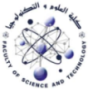 كلية العلوم و التكنولوجيا
FACULTY OF SCIENCE AND TECHNOLOGY